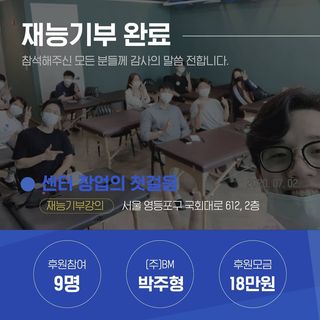 재능기부 완료
참석해주신 모든 분들께 감사의 말씀 전합니다.
센터 창업의 첫걸음
2020. 07. 02
재능기부강의 서울 영등포구 국회대로 612, 2층
후원참여 (주)BM 후원모금
9명 박주형 18만원